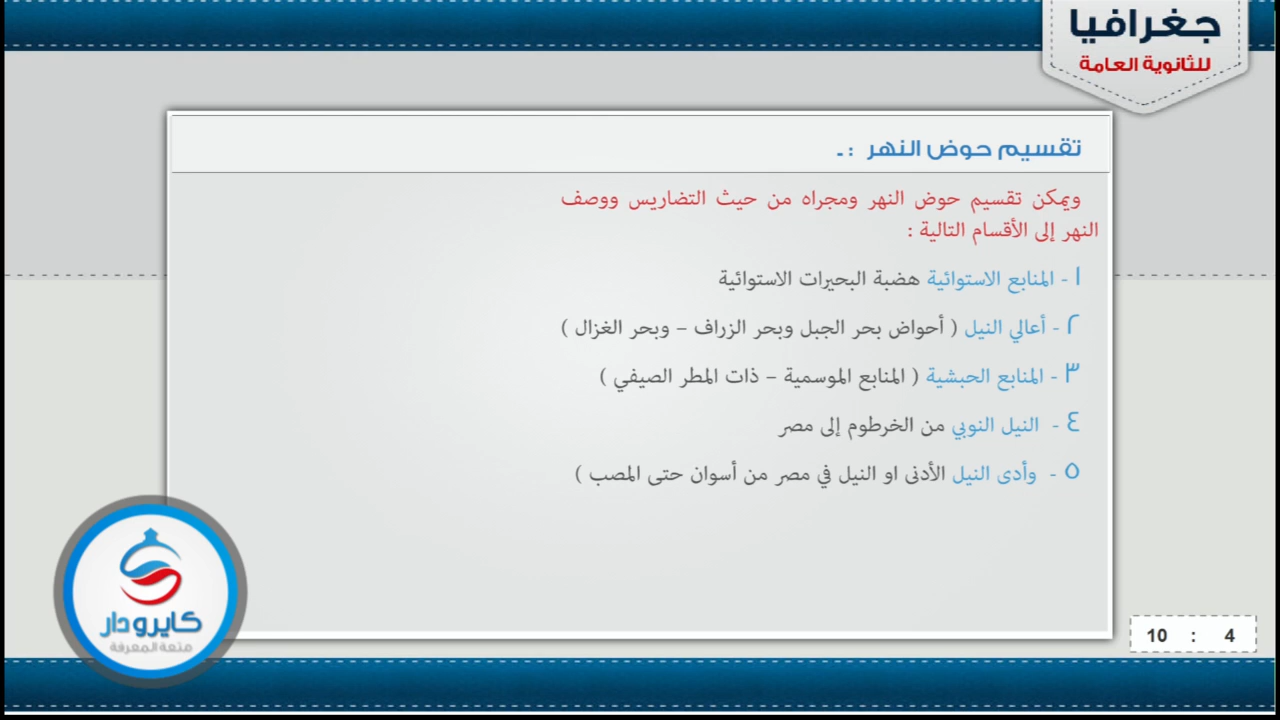 جغرافيا
للثانوية العامة
تقسيم حوض النهر : ـ
ويمكن تقسيم حوض النهر ومجراه من حيث التضاريس ووصف
النهر إلى الأقسام التالية :
١ - المنابع الاستوائية هضبة البحيرات الاستوائية
٢ - أعالي النيل ( أحواض بحر الجبل وبحر الزراف – وبحر الغزال )
٣ - المنابع الحبشية ( المنابع الموسمية – ذات المطر الصيفي )
٤ - النيل النوبي من الخرطوم إلى مصر
٥ - وأدى النيل الأدنى او النيل في مصر من أسوان حتى المصب )
كايرودار
متعة المعرفة
10 : 4